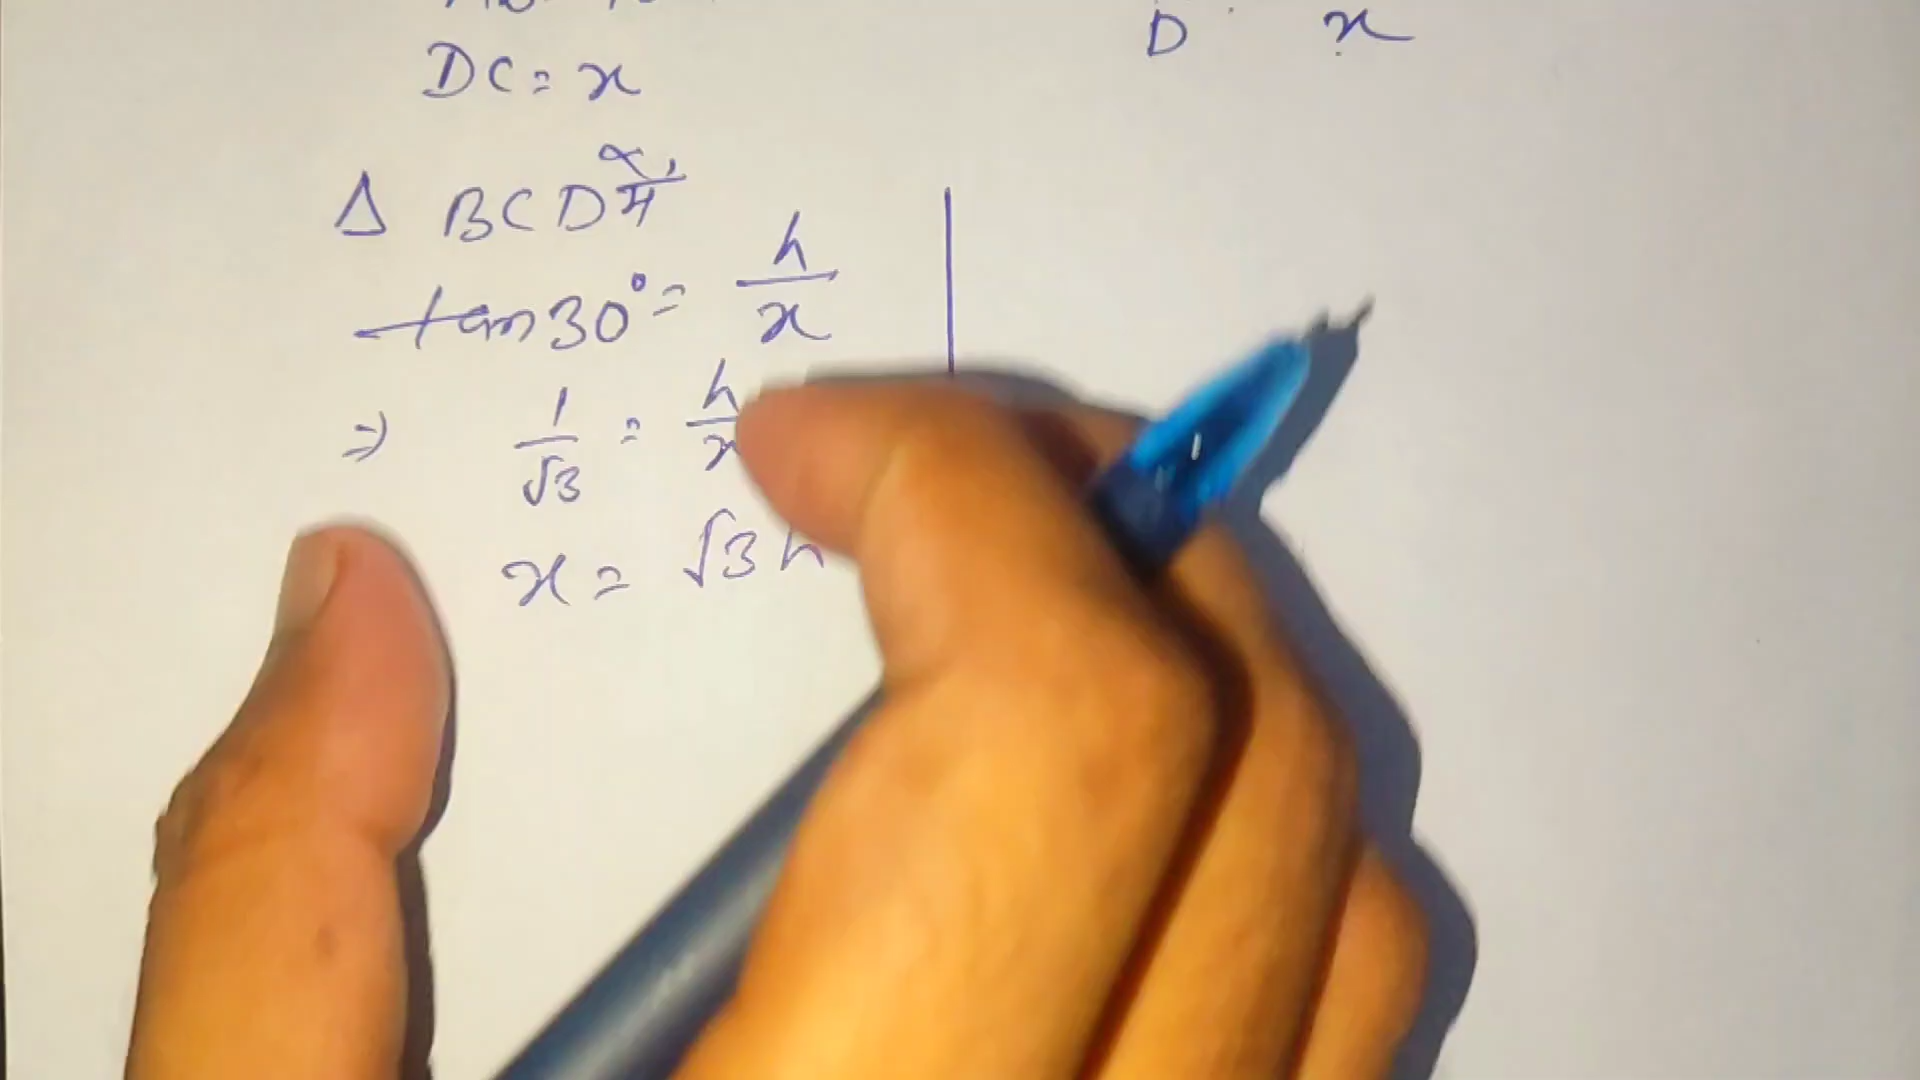 D x
DC = x
Δ BCD में,
tan 30° = h/x
⇒ 1/√3 = h/x
x = √3 h